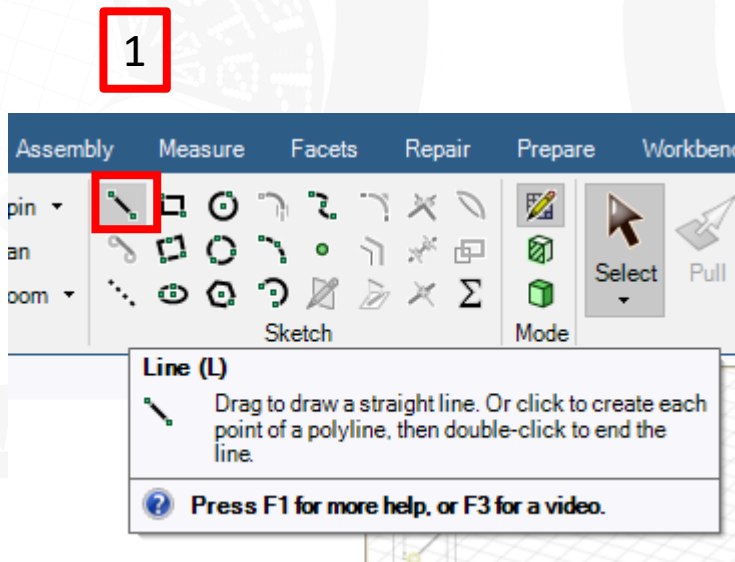 1
Assembly Measure Facets Repair Prepare Workbenc
pin
an
oom
Select
Pull
Sketch
Mode
Line (L)
Drag to draw a straight line. Or click to create each
point of a polyline, then double-click to end the
line.
Press F1 for more help, or F3 for a video.